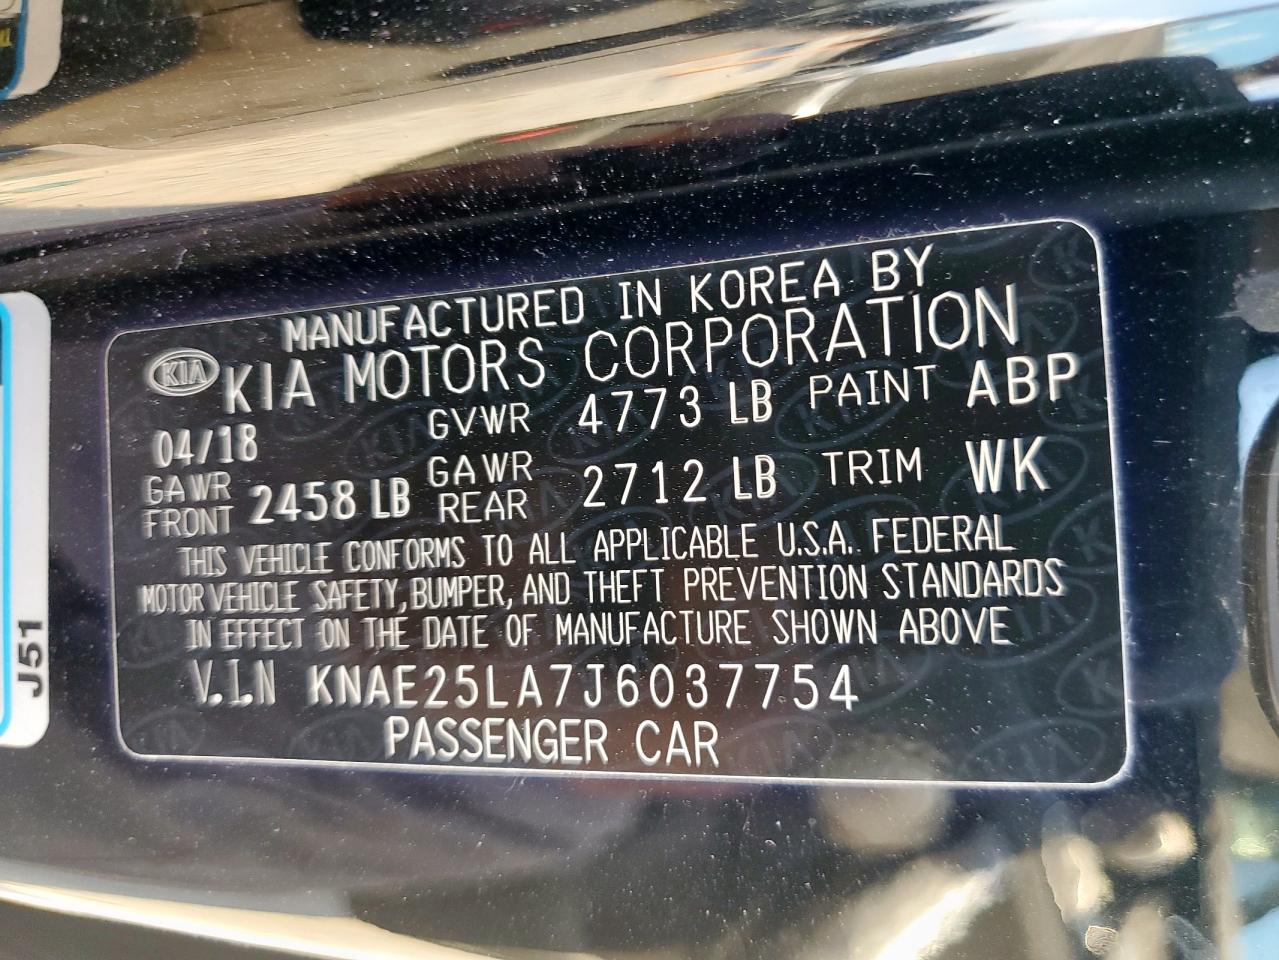 MANUFACTURED IN KOREA BY
KIA KIA MOTORS CORPORATION
04/18 GVWR 4773 LB PAINT ABP
GAWR FRONT 2458 LB GAWR REAR 2712 LB TRIM WK
THIS VEHICLE CONFORMS TO ALL APPLICABLE U.S.A. FEDERAL
MOTOR VEHICLE SAFETY, BUMPER, AND THEFT PREVENTION STANDARDS
IN EFFECT ON THE DATE OF MANUFACTURE SHOWN ABOVE
V.I.N KNAE25LA7J6037754
PASSENGER CAR
J51